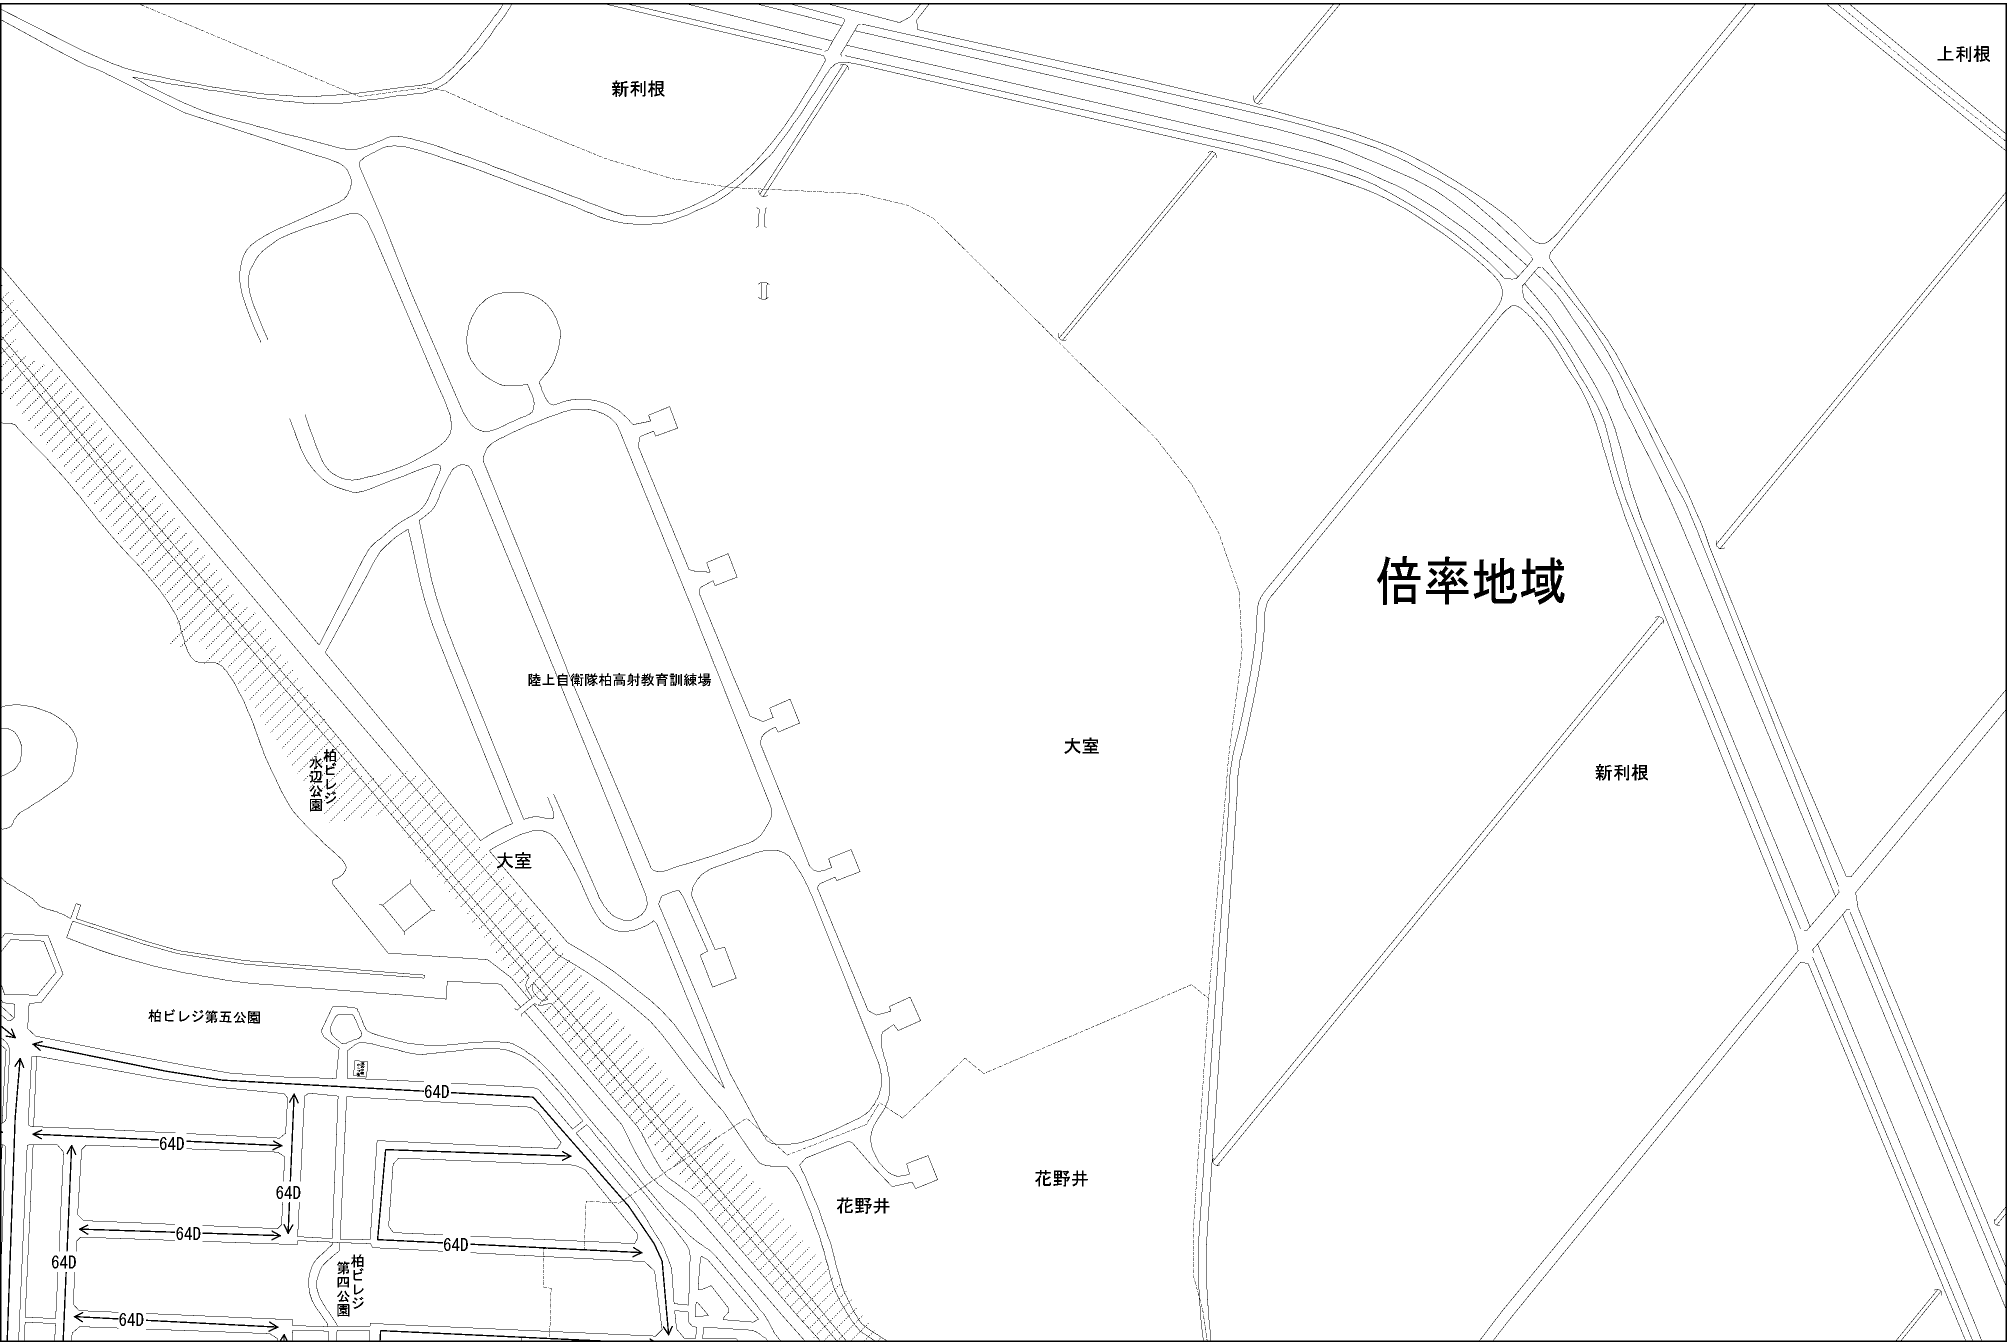 上利根
新利根
倍率地域
陸上自衛隊柏高射教育訓練場
大室
新利根
柏ビレジ
水辺公園
大室
柏ビレジ第五公園
64D
64D
64D
花野井
花野井
64D
64D
64D
柏ビレジ
第四公園
64D